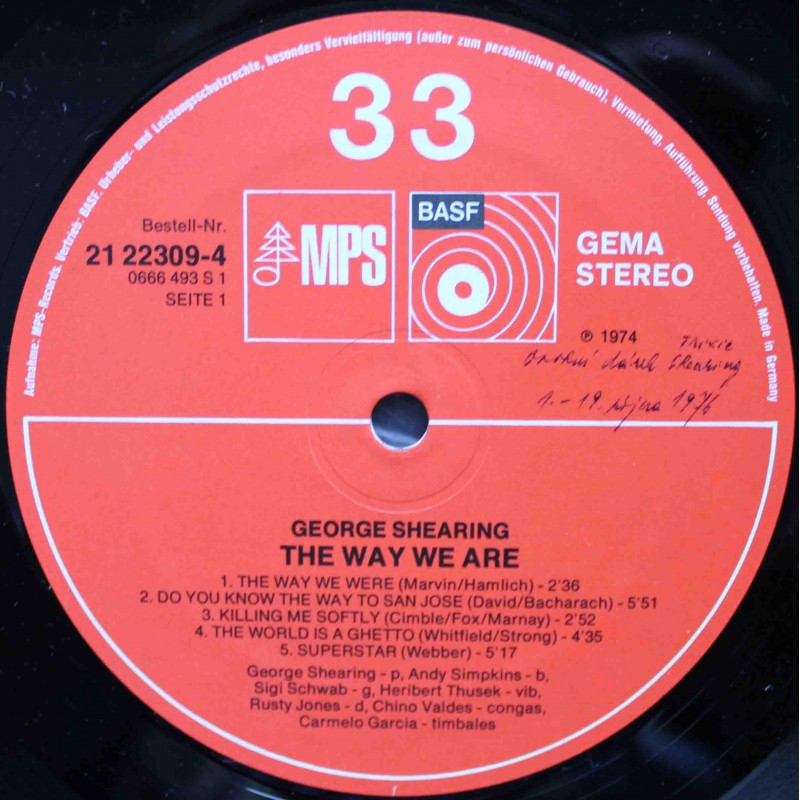 Aufnahme: MPS-Records. Vertrieb: BASF. Urheber- und Leistungsschutzrechte, besonders Vervielfältigung (außer zum persönlichen Gebrauch), Vermietung, Aufführung, Sendung vorbehalten. Made in Germany
33
Bestell-Nr.
21 22309-4
0666 493 S 1
SEITE 1
MPS
BASF
GEMA
STEREO
℗ 1974
Shearing
1.-19. října 1976
GEORGE SHEARING
THE WAY WE ARE
1. THE WAY WE WERE (Marvin/Hamlich) - 2'36
2. DO YOU KNOW THE WAY TO SAN JOSE (David/Bacharach) - 5'51
3. KILLING ME SOFTLY (Cimble/Fox/Marnay) - 2'52
4. THE WORLD IS A GHETTO (Whitfield/Strong) - 4'35
5. SUPERSTAR (Webber) - 5'17
George Shearing - p, Andy Simpkins - b,
Sigi Schwab - g, Heribert Thusek - vib,
Rusty Jones - d, Chino Valdes - congas,
Carmelo Garcia - timbales